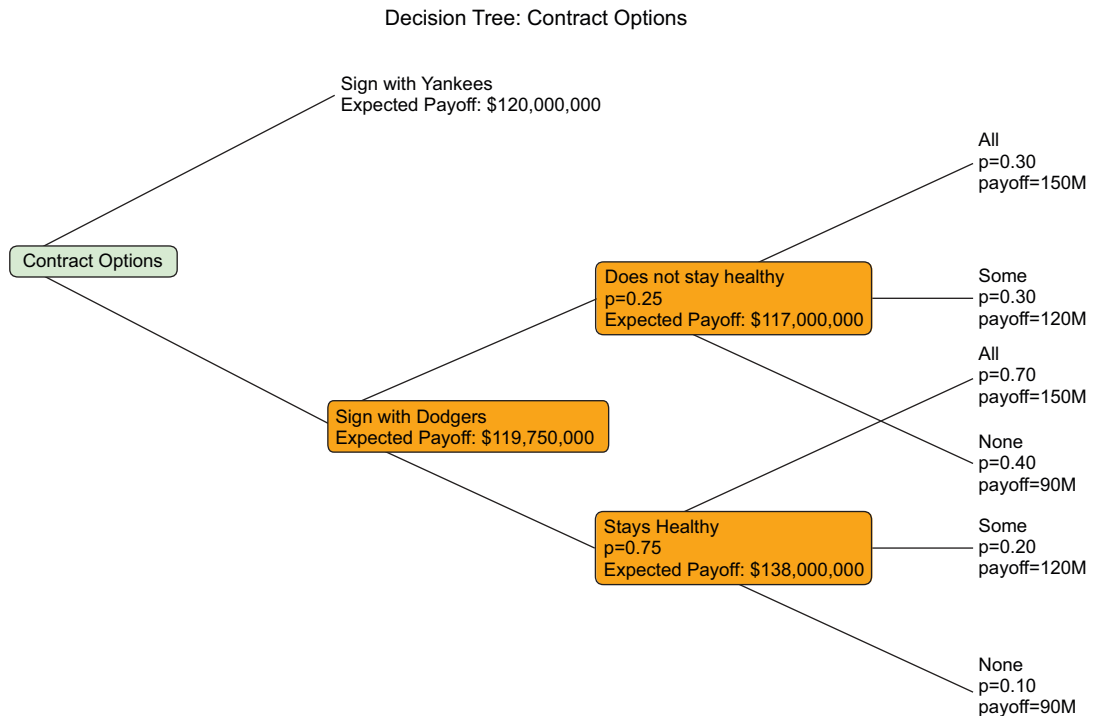 Decision Tree: Contract Options
Sign with Yankees
Expected Payoff: $120,000,000
Contract Options
Sign with Dodgers
Expected Payoff: $119,750,000
Does not stay healthy
p=0.25
Expected Payoff: $117,000,000
All
p=0.30
payoff=150M
Some
p=0.30
payoff=120M
None
p=0.40
payoff=90M
Stays Healthy
p=0.75
Expected Payoff: $138,000,000
All
p=0.70
payoff=150M
Some
p=0.20
payoff=120M
None
p=0.10
payoff=90M